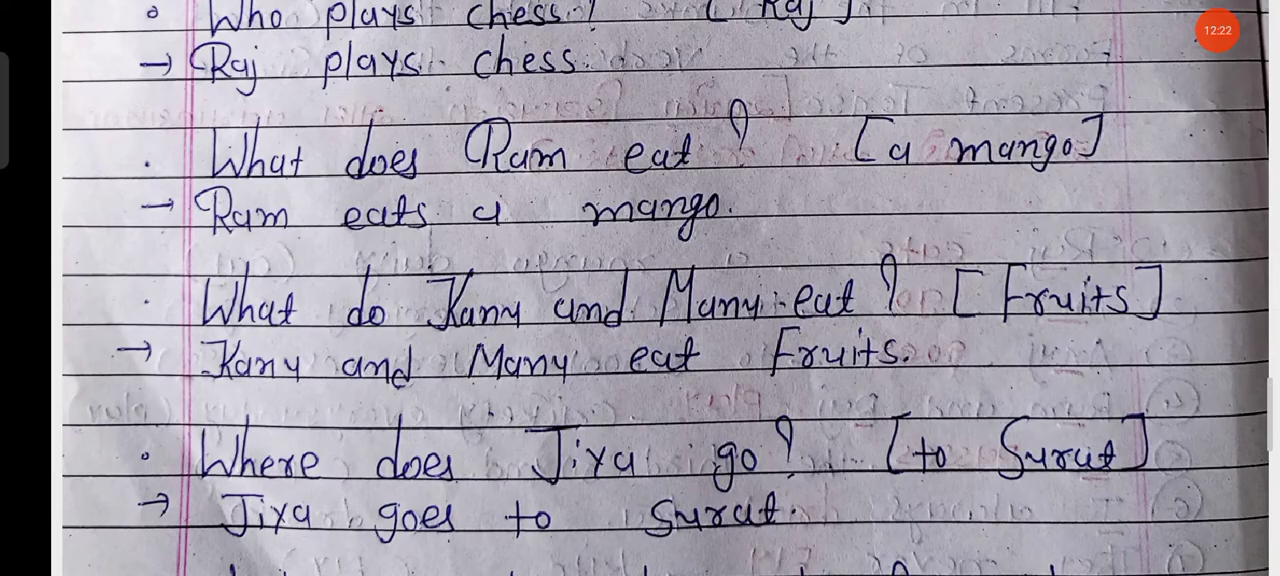 Who plays chess? [Raj]
→ Raj plays chess.
What does Ram eat? [a mango]
→ Ram eats a mango.
What do Kany and Many eat? [Fruits]
→ Kany and Many eat Fruits.
Where does Jiya go? [to Surat]
→ Jiya goes to Surat.
12:22